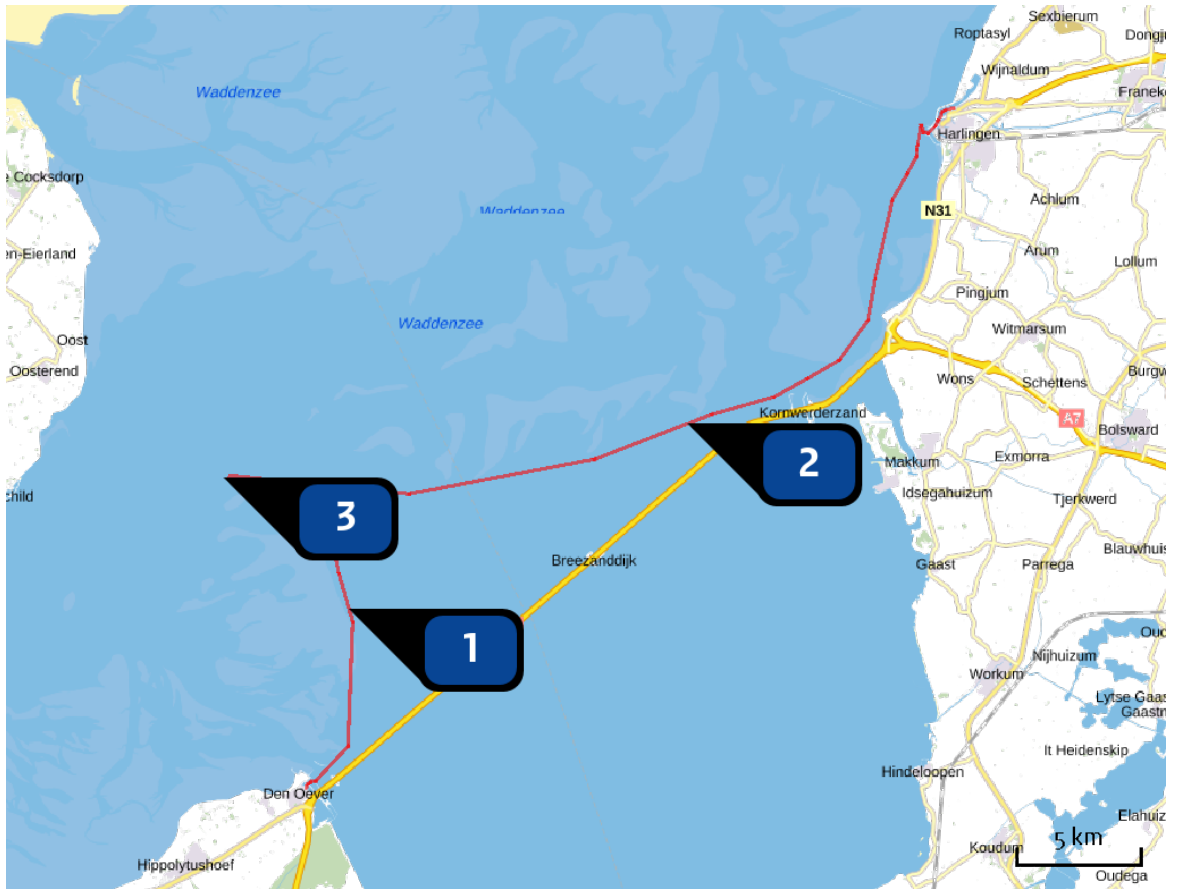 Sexbierum
Roptasyl
Dongj
Wijnaldum
Waddenzee
Franek
Harlingen
e Cocksdorp
Achlum
Waddenzee
N31
en-Eierland
Arum
Lollum
Pingjum
Waddenzee
Witmarsum
Oost
Oosterend
Wons
Schettens
Burgw
Kornwerderzand
A7
Bolsward
2
Makkum
Exmorra
child
Idsegahuizum
Tjerkwerd
3
Breezanddijk
Gaast
Parrega
Blauwhuis
1
Oud
Nijhuizum
Workum
Lytse Gaas
Gaastm
It Heidenskip
Hindeloopen
Den Oever
Elahuiz
5 km
Koudum
Hippolytushoef
Oudega